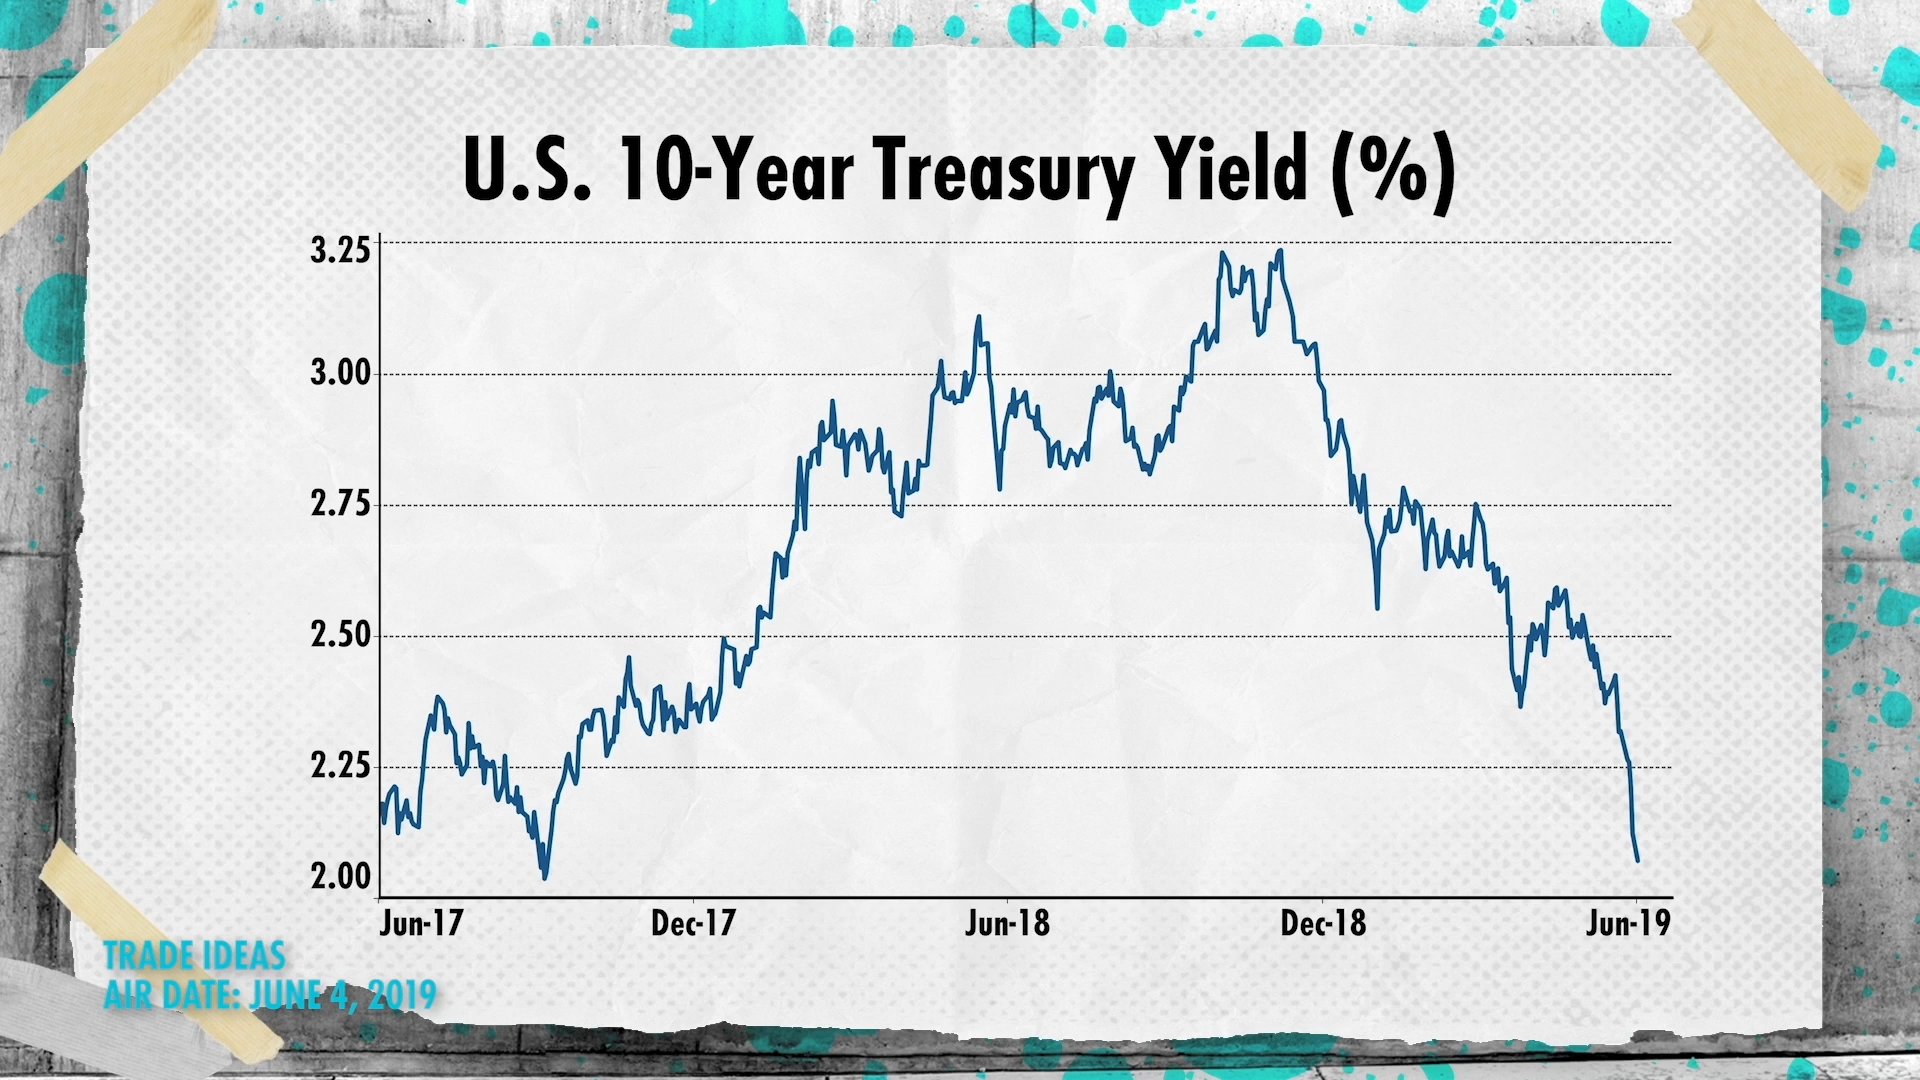 U.S. 10-Year Treasury Yield (%)
3.25
3.00
2.75
2.50
2.25
2.00
Jun-17 Dec-17 Jun-18 Dec-18 Jun-19
TRADE IDEAS
AIR DATE: JUNE 4, 2019